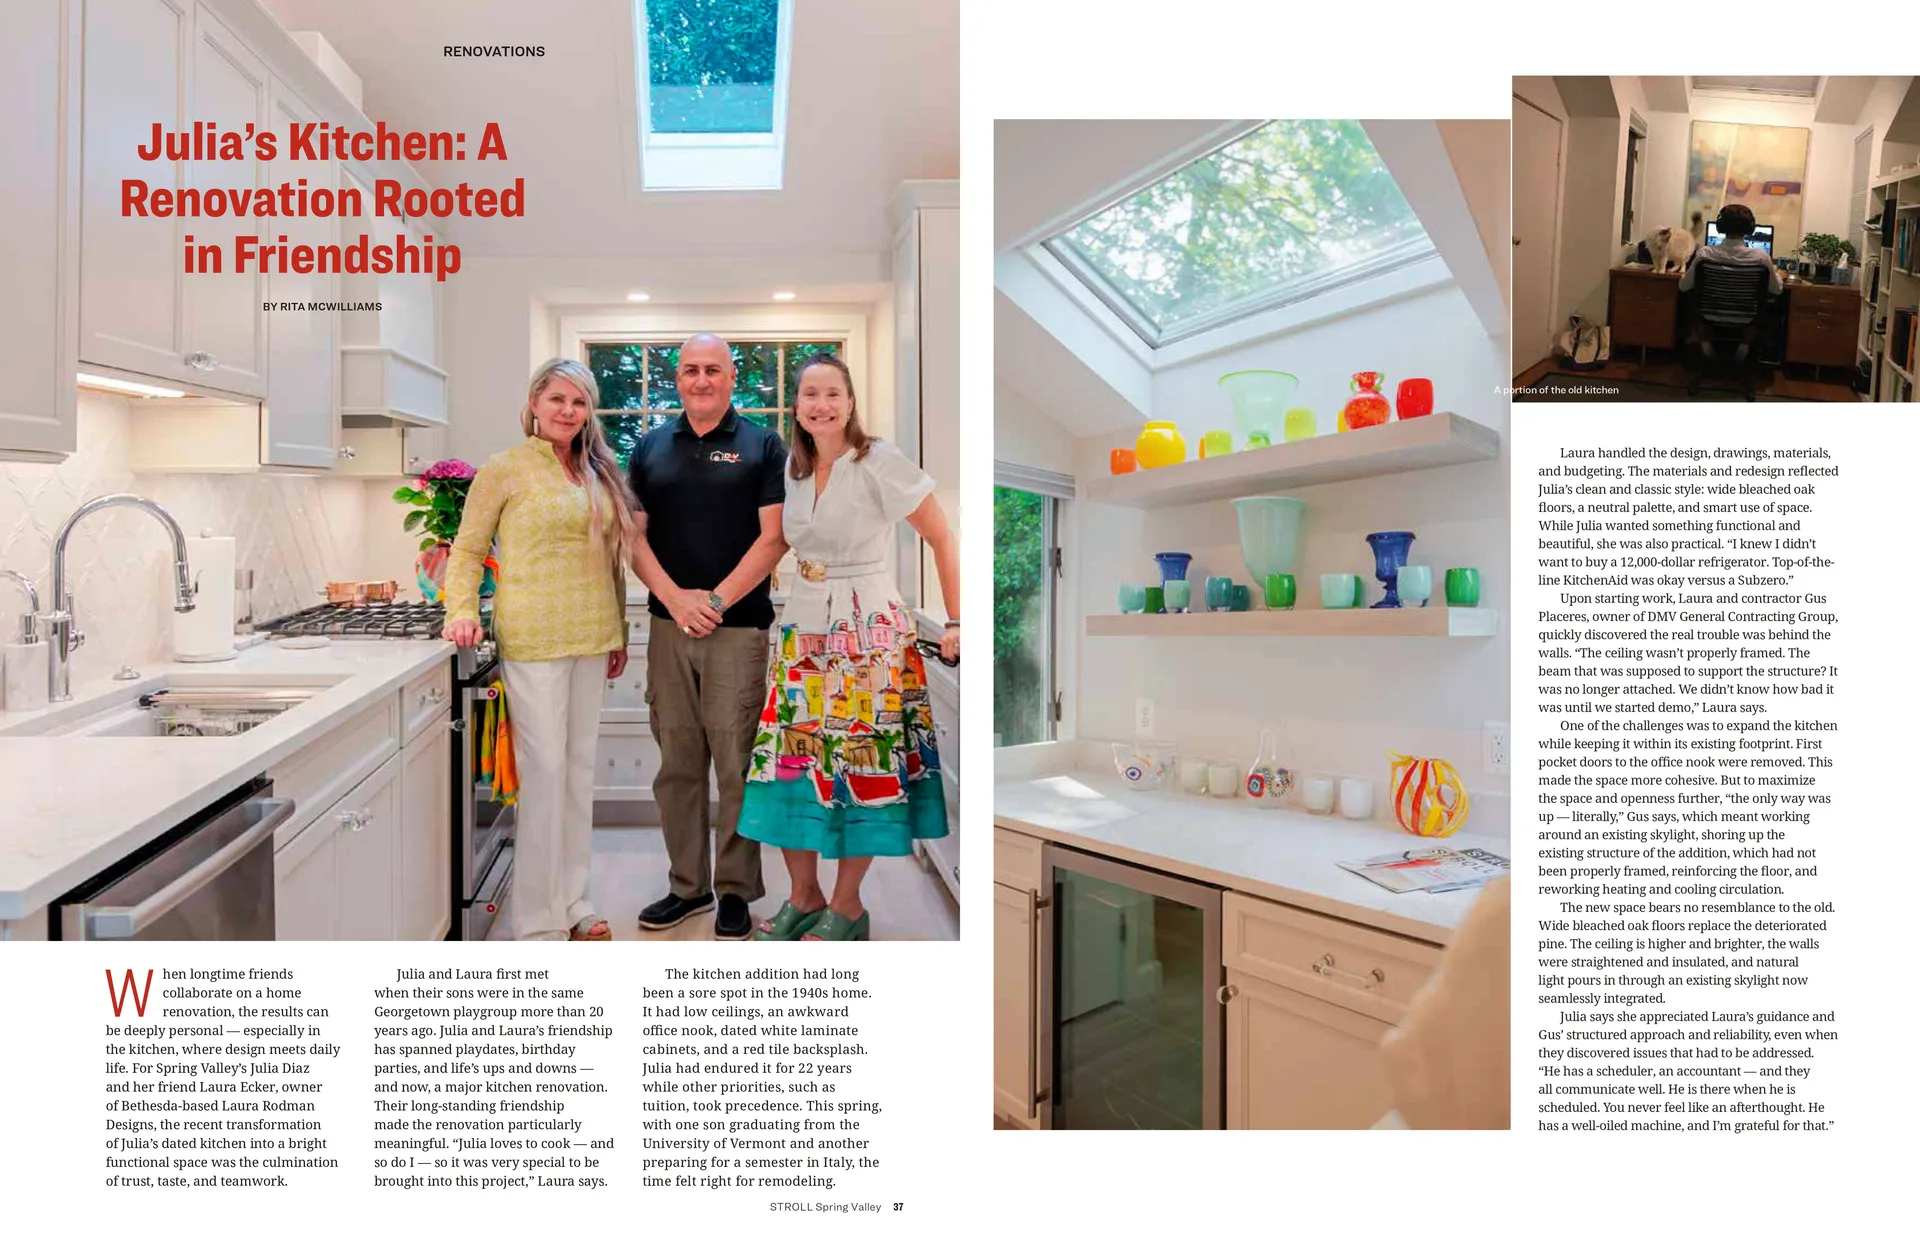 RENOVATIONS
Julia’s Kitchen: A
Renovation Rooted
in Friendship
BY RITA MCWILLIAMS
When longtime friends
collaborate on a home
renovation, the results can
be deeply personal — especially in
the kitchen, where design meets daily
life. For Spring Valley’s Julia Diaz
and her friend Laura Ecker, owner
of Bethesda-based Laura Rodman
Designs, the recent transformation
of Julia’s dated kitchen into a bright
functional space was the culmination
of trust, taste, and teamwork.
Julia and Laura first met
when their sons were in the same
Georgetown playgroup more than 20
years ago. Julia and Laura’s friendship
has spanned playdates, birthday
parties, and life’s ups and downs —
and now, a major kitchen renovation.
Their long-standing friendship
made the renovation particularly
meaningful. “Julia loves to cook — and
so do I — so it was very special to be
brought into this project,” Laura says.
The kitchen addition had long
been a sore spot in the 1940s home.
It had low ceilings, an awkward
office nook, dated white laminate
cabinets, and a red tile backsplash.
Julia had endured it for 22 years
while other priorities, such as
tuition, took precedence. This spring,
with one son graduating from the
University of Vermont and another
preparing for a semester in Italy, the
time felt right for remodeling.
STROLL Spring Valley 37
A portion of the old kitchen
Laura handled the design, drawings, materials,
and budgeting. The materials and redesign reflected
Julia’s clean and classic style: wide bleached oak
floors, a neutral palette, and smart use of space.
While Julia wanted something functional and
beautiful, she was also practical. “I knew I didn’t
want to buy a 12,000-dollar refrigerator. Top-of-the-
line KitchenAid was okay versus a Subzero.”
Upon starting work, Laura and contractor Gus
Placeres, owner of DMV General Contracting Group,
quickly discovered the real trouble was behind the
walls. “The ceiling wasn’t properly framed. The
beam that was supposed to support the structure? It
was no longer attached. We didn’t know how bad it
was until we started demo,” Laura says.
One of the challenges was to expand the kitchen
while keeping it within its existing footprint. First
pocket doors to the office nook were removed. This
made the space more cohesive. But to maximize
the space and openness further, “the only way was
up — literally,” Gus says, which meant working
around an existing skylight, shoring up the
existing structure of the addition, which had not
been properly framed, reinforcing the floor, and
reworking heating and cooling circulation.
The new space bears no resemblance to the old.
Wide bleached oak floors replace the deteriorated
pine. The ceiling is higher and brighter, the walls
were straightened and insulated, and natural
light pours in through an existing skylight now
seamlessly integrated.
Julia says she appreciated Laura’s guidance and
Gus’ structured approach and reliability, even when
they discovered issues that had to be addressed.
“He has a scheduler, an accountant — and they
all communicate well. He is there when he is
scheduled. You never feel like an afterthought. He
has a well-oiled machine, and I’m grateful for that.”